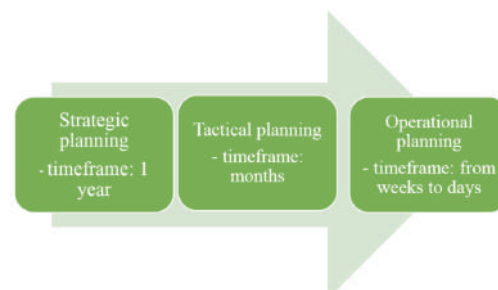 Strategic
planning
- timeframe: 1
year
Tactical planning
- timeframe:
months
Operational
planning
- timeframe: from
weeks to days